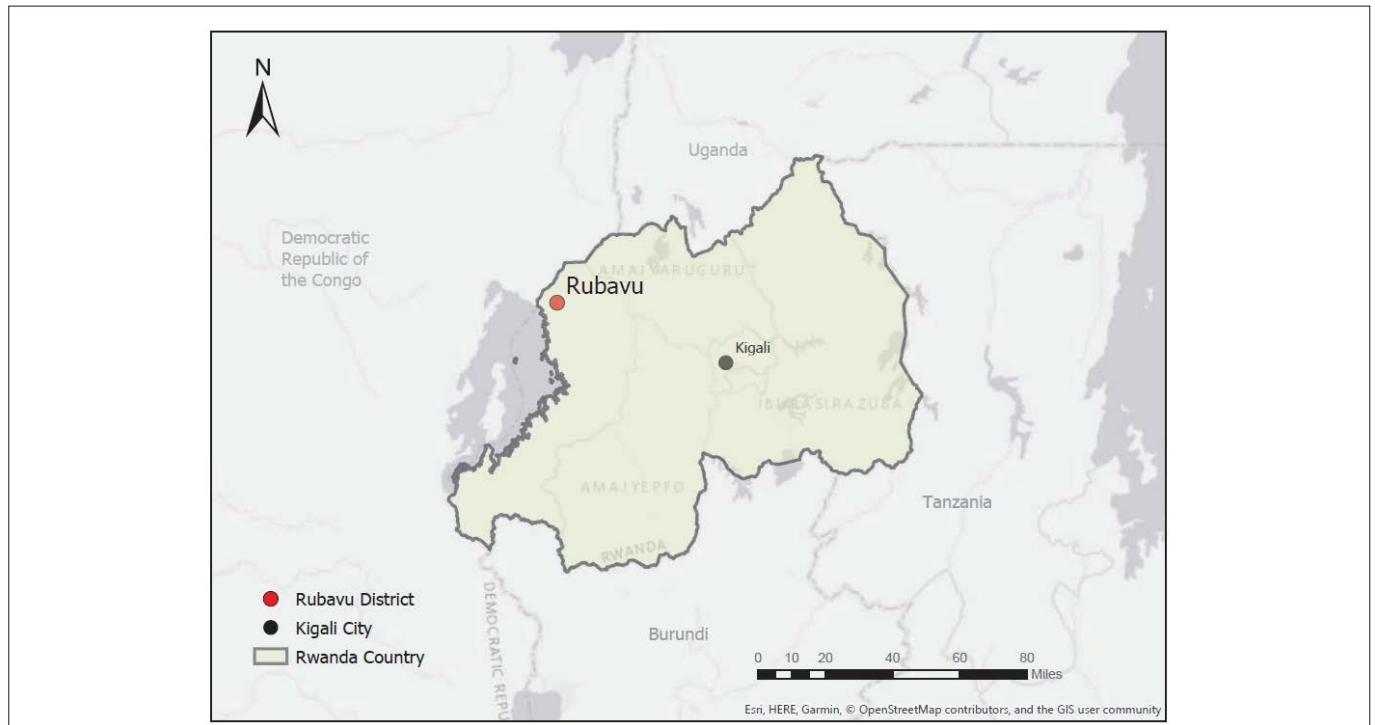 N
Uganda
Democratic
Republic of
the Congo
AMAJYARUGURU
Rubavu
Kigali
IBURASIRAZUBA
AMAJYEPFO
Tanzania
RWANDA
DEMOCRATIC REPU
Burundi
Rubavu District
Kigali City
Rwanda Country
0 10 20 40 60 80
Miles
Esri, HERE, Garmin, © OpenStreetMap contributors, and the GIS user community